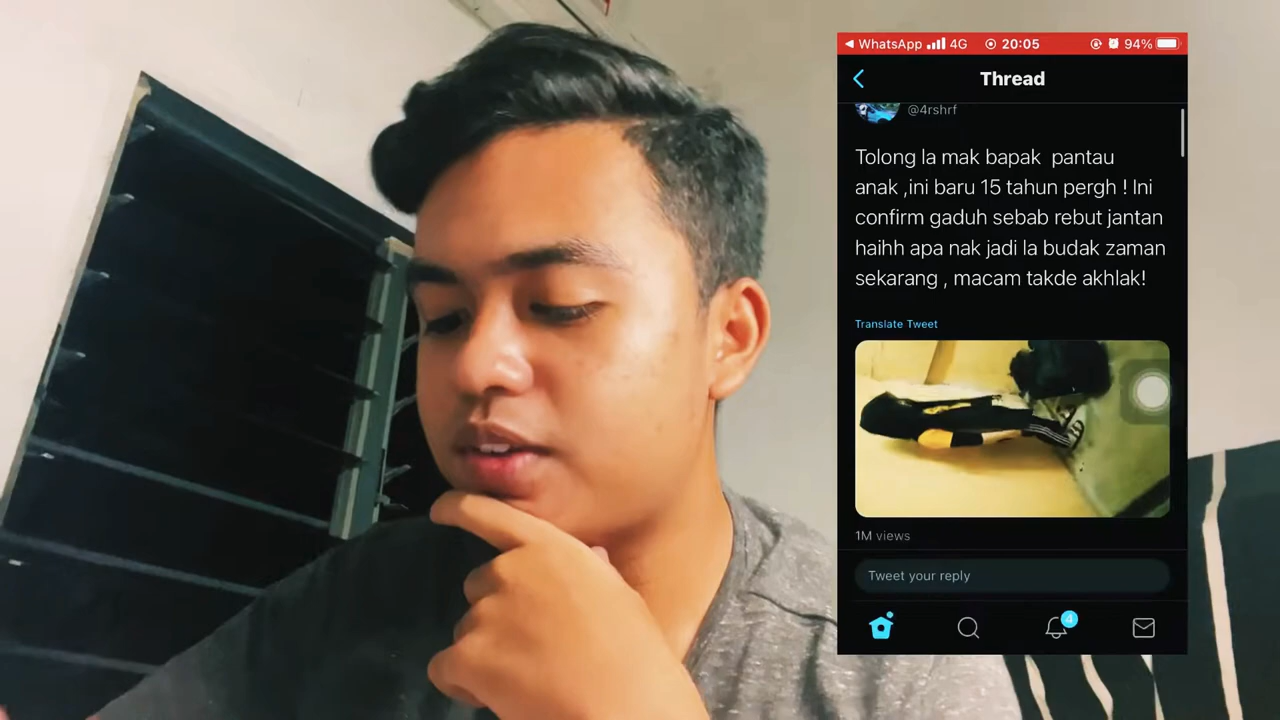 WhatsApp 4G 20:05 94%
Thread
@4rshrf
Tolong la mak bapak pantau
anak ,ini baru 15 tahun pergh ! Ini
confirm gaduh sebab rebut jantan
haihh apa nak jadi la budak zaman
sekarang , macam takde akhlak!
Translate Tweet
1M views
Tweet your reply
4